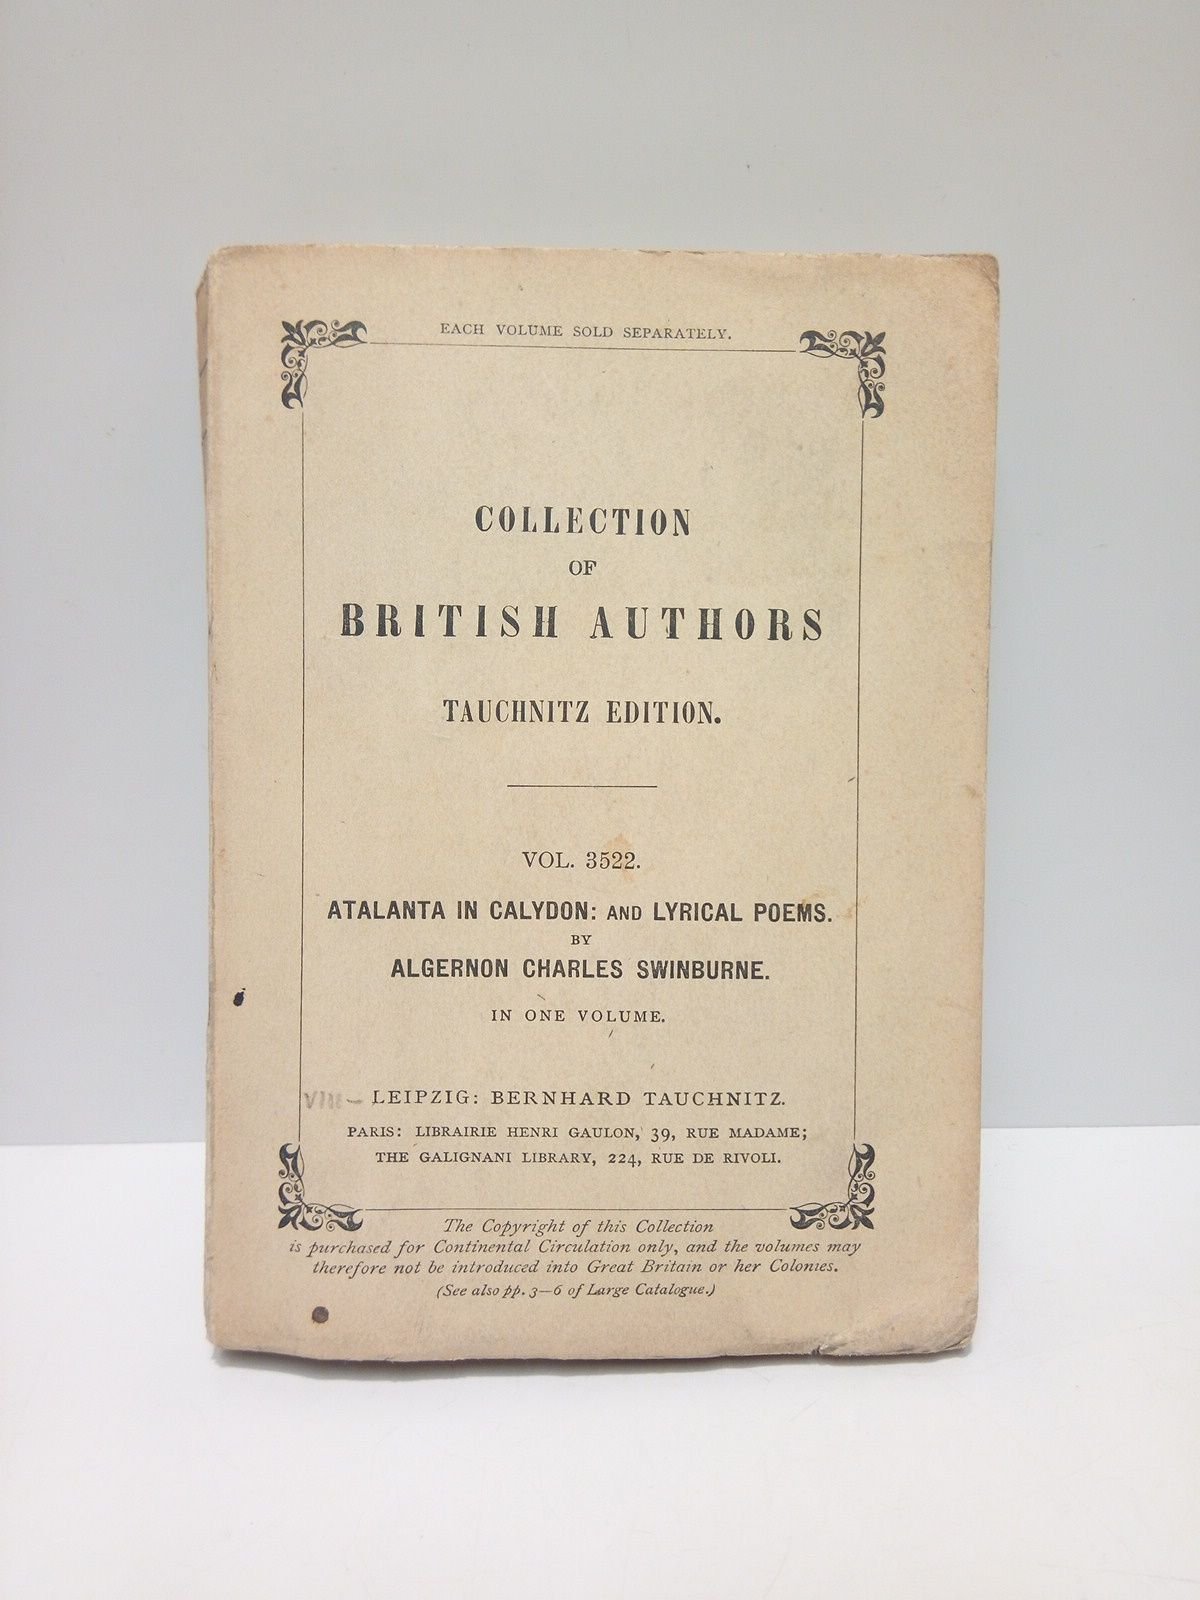 EACH VOLUME SOLD SEPARATELY.
COLLECTION
OF
BRITISH AUTHORS
TAUCHNITZ EDITION.
VOL. 3522.
ATALANTA IN CALYDON: AND LYRICAL POEMS.
BY
ALGERNON CHARLES SWINBURNE.
IN ONE VOLUME.
VIII— LEIPZIG: BERNHARD TAUCHNITZ.
PARIS: LIBRAIRIE HENRI GAULON, 39, RUE MADAME;
THE GALIGNANI LIBRARY, 224, RUE DE RIVOLI.
The Copyright of this Collection
is purchased for Continental Circulation only, and the volumes may
therefore not be introduced into Great Britain or her Colonies.
(See also pp. 3—6 of Large Catalogue.)